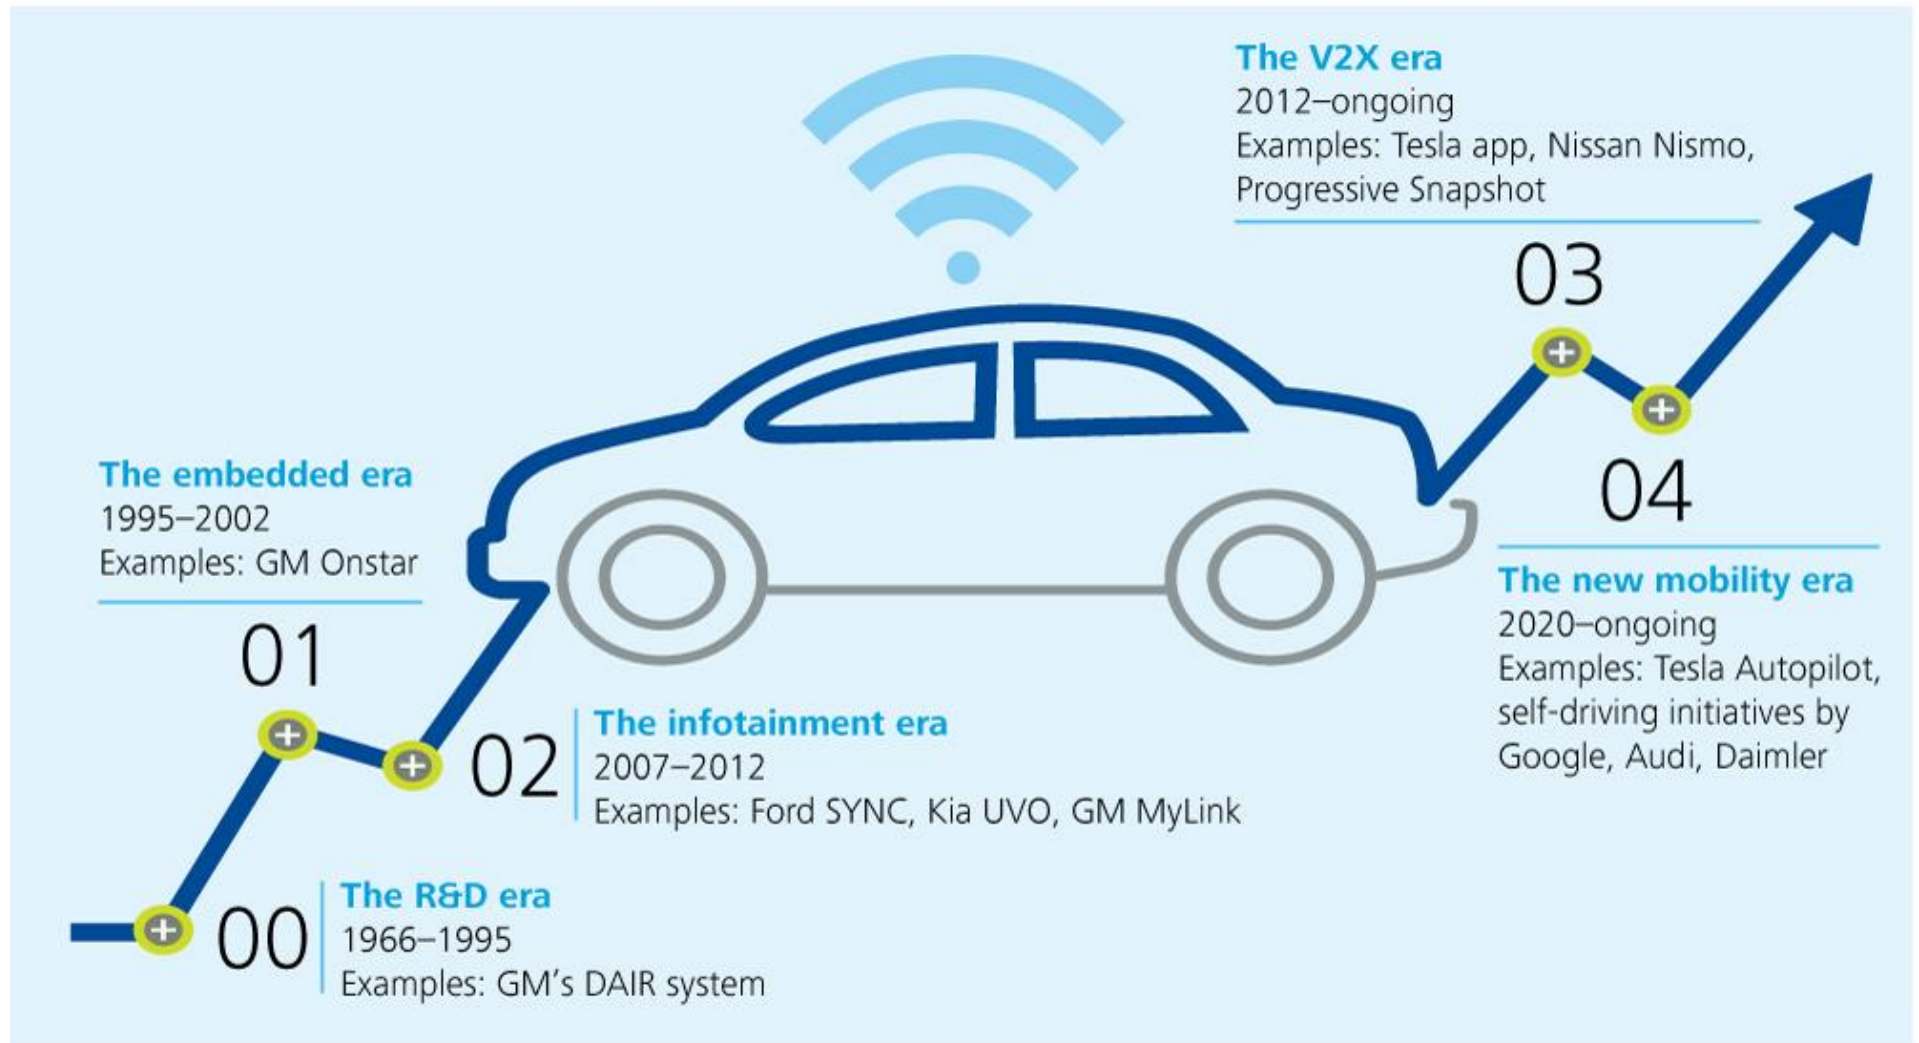 The V2X era
2012–ongoing
Examples: Tesla app, Nissan Nismo,
Progressive Snapshot
03
04
The new mobility era
2020–ongoing
Examples: Tesla Autopilot,
self-driving initiatives by
Google, Audi, Daimler
The embedded era
1995–2002
Examples: GM Onstar
01
02
The infotainment era
2007–2012
Examples: Ford SYNC, Kia UVO, GM MyLink
00
The R&D era
1966–1995
Examples: GM’s DAIR system